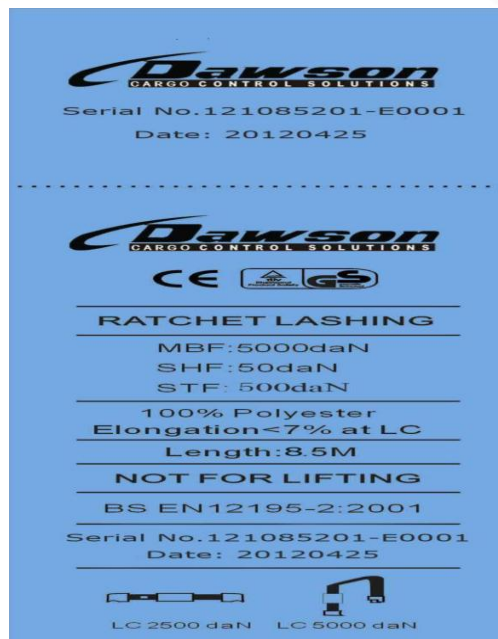 Dawson
CARGO CONTROL SOLUTIONS
Serial No.121085201-E0001
Date: 20120425
Dawson
CARGO CONTROL SOLUTIONS
CE
GS
RATCHET LASHING
MBF:5000daN
SHF:50daN
STF: 500daN
100% Polyester
Elongation<7% at LC
Length:8.5M
NOT FOR LIFTING
BS EN12195-2:2001
Serial No.121085201-E0001
Date: 20120425
LC 2500 daN LC 5000 daN